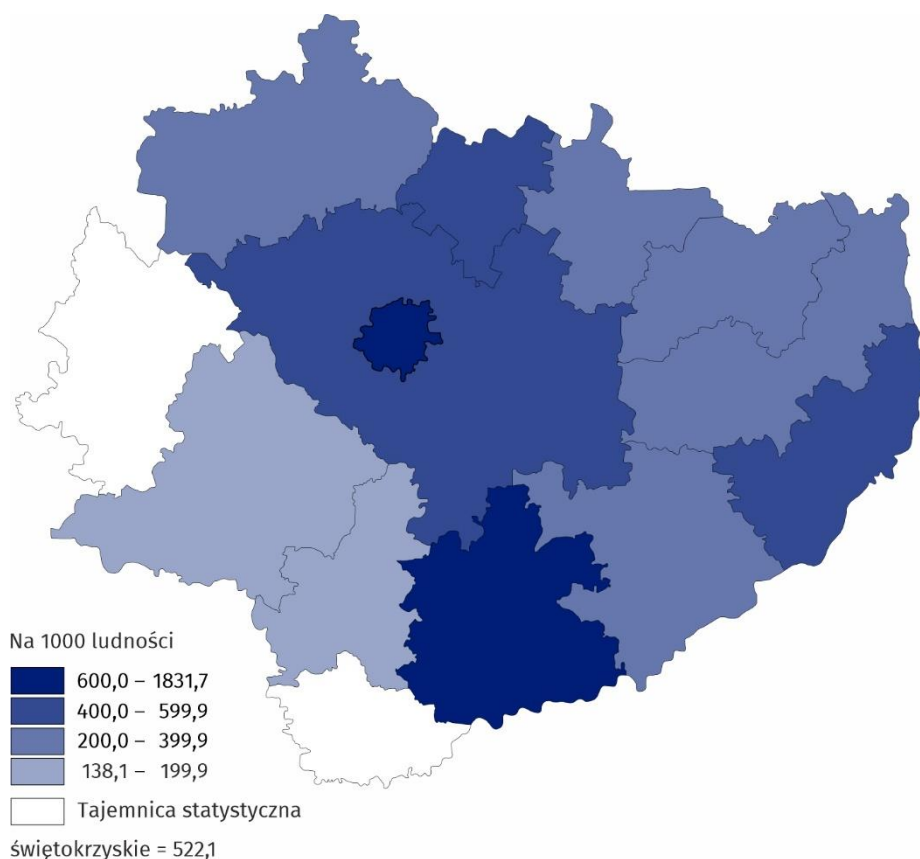 Na 1000 ludności
600,0 – 1831,7
400,0 – 599,9
200,0 – 399,9
138,1 – 199,9
Tajemnica statystyczna
świętokrzyskie = 522,1